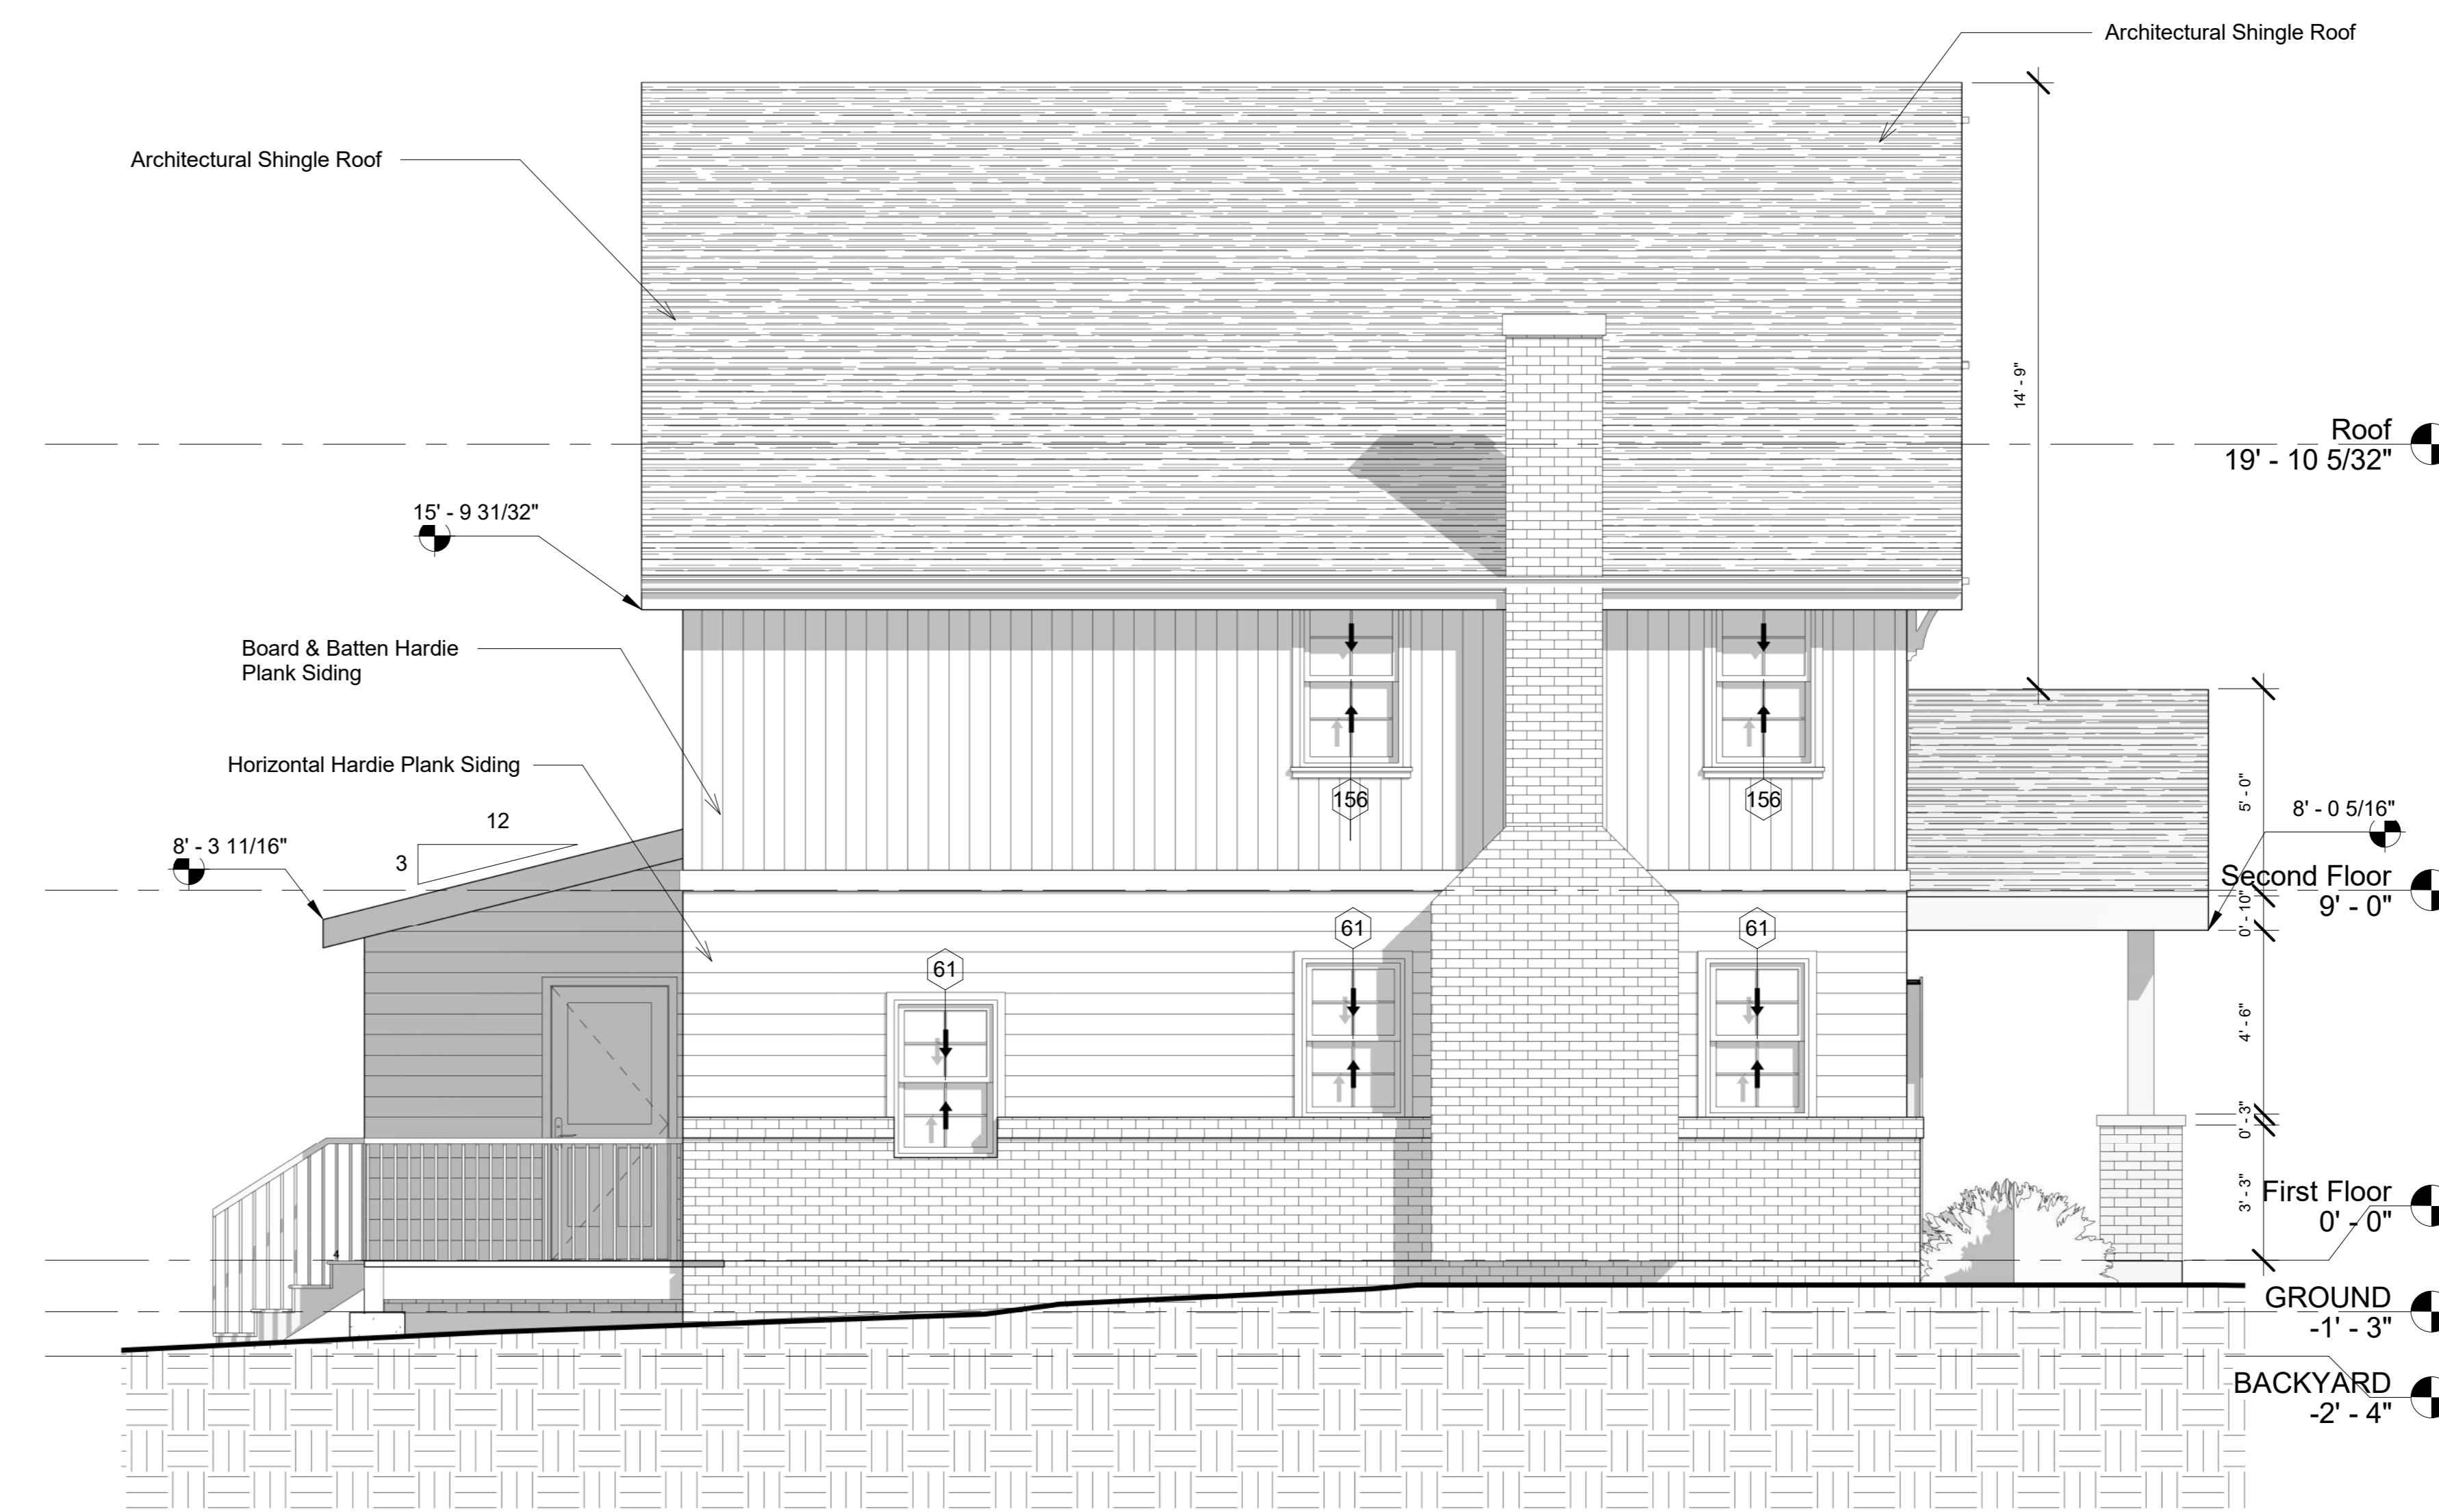 Architectural Shingle Roof
Architectural Shingle Roof
14' - 9"
Roof
19' - 10 5/32"
15' - 9 31/32"
Board & Batten Hardie
Plank Siding
Horizontal Hardie Plank Siding
156
156
5' - 0"
8' - 0 5/16"
12
3
8' - 3 11/16"
Second Floor
9' - 0"
0' - 10"
61
61
61
4' - 6"
0' - 3"
3' - 3"
First Floor
0' - 0"
4
GROUND
-1' - 3"
BACKYARD
-2' - 4"